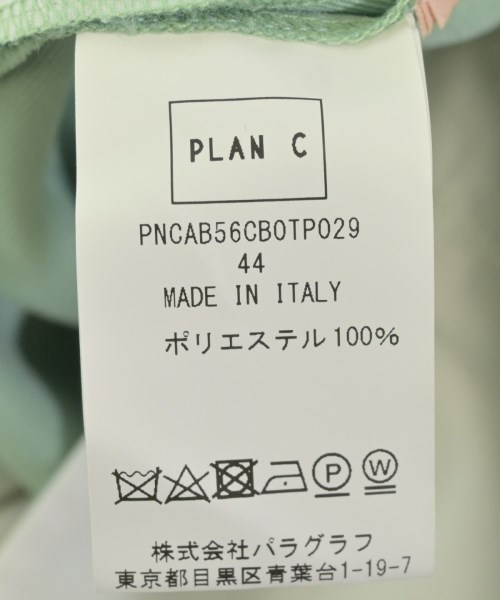 PLAN C
PNCAB56CB0TP029
44
MADE IN ITALY
ポリエステル100%
P W
株式会社パラグラフ
東京都目黒区青葉台1-19-7